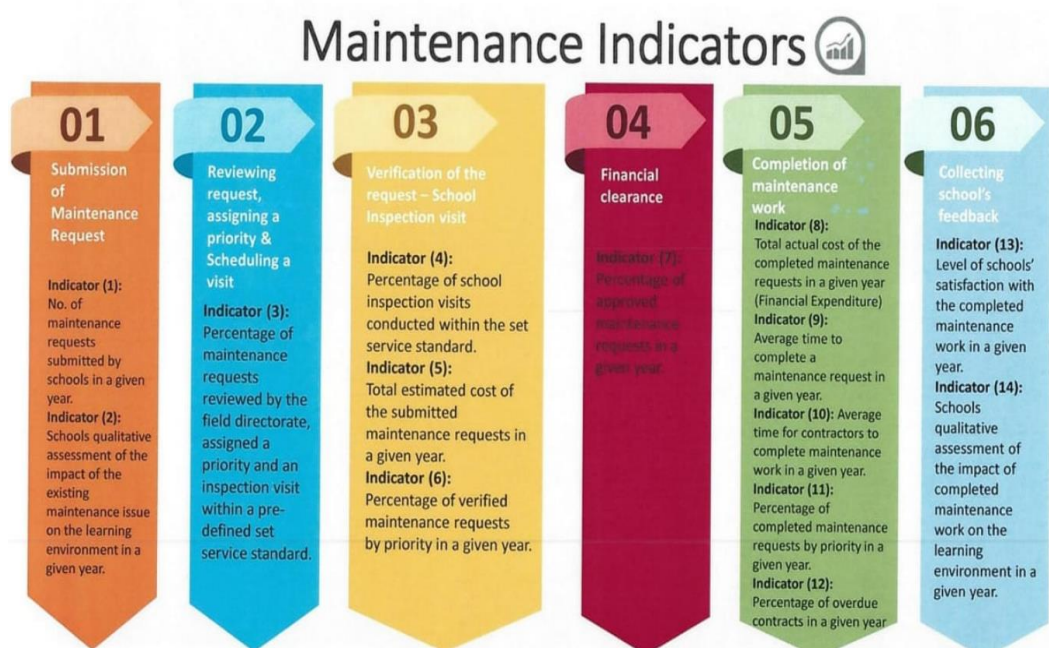 Maintenance Indicators
01
Submission
of
Maintenance
Request
Indicator (1):
No. of
maintenance
requests
submitted by
schools in a given
year.
Indicator (2):
Schools qualitative
assessment of the
impact of the
existing
maintenance issue
on the learning
environment in a
given year.
02
Reviewing
request,
assigning a
priority &
Scheduling a
visit
Indicator (3):
Percentage of
maintenance
requests
reviewed by the
field directorate,
assigned a
priority and an
inspection visit
within a pre-
defined set
service standard.
03
Verification of the
request – School
Inspection visit
Indicator (4):
Percentage of school
inspection visits
conducted within the set
service standard.
Indicator (5):
Total estimated cost of
the submitted
maintenance requests in
a given year.
Indicator (6):
Percentage of verified
maintenance requests
by priority in a given year.
04
Financial
clearance
Indicator (7):
Percentage of
approved
maintenance
requests in a
given year.
05
Completion of
maintenance
work
Indicator (8):
Total actual cost of the
completed maintenance
requests in a given year
(Financial Expenditure)
Indicator (9):
Average time to
complete a
maintenance request in
a given year.
Indicator (10): Average
time for contractors to
complete maintenance
work in a given year.
Indicator (11):
Percentage of
completed maintenance
requests by priority in a
given year.
Indicator (12):
Percentage of overdue
contracts in a given year
06
Collecting
school's
feedback
Indicator (13):
Level of schools'
satisfaction with
the completed
maintenance
work in a given
year.
Indicator (14):
Schools
qualitative
assessment of
the impact of
completed
maintenance
work on the
learning
environment in a
given year.